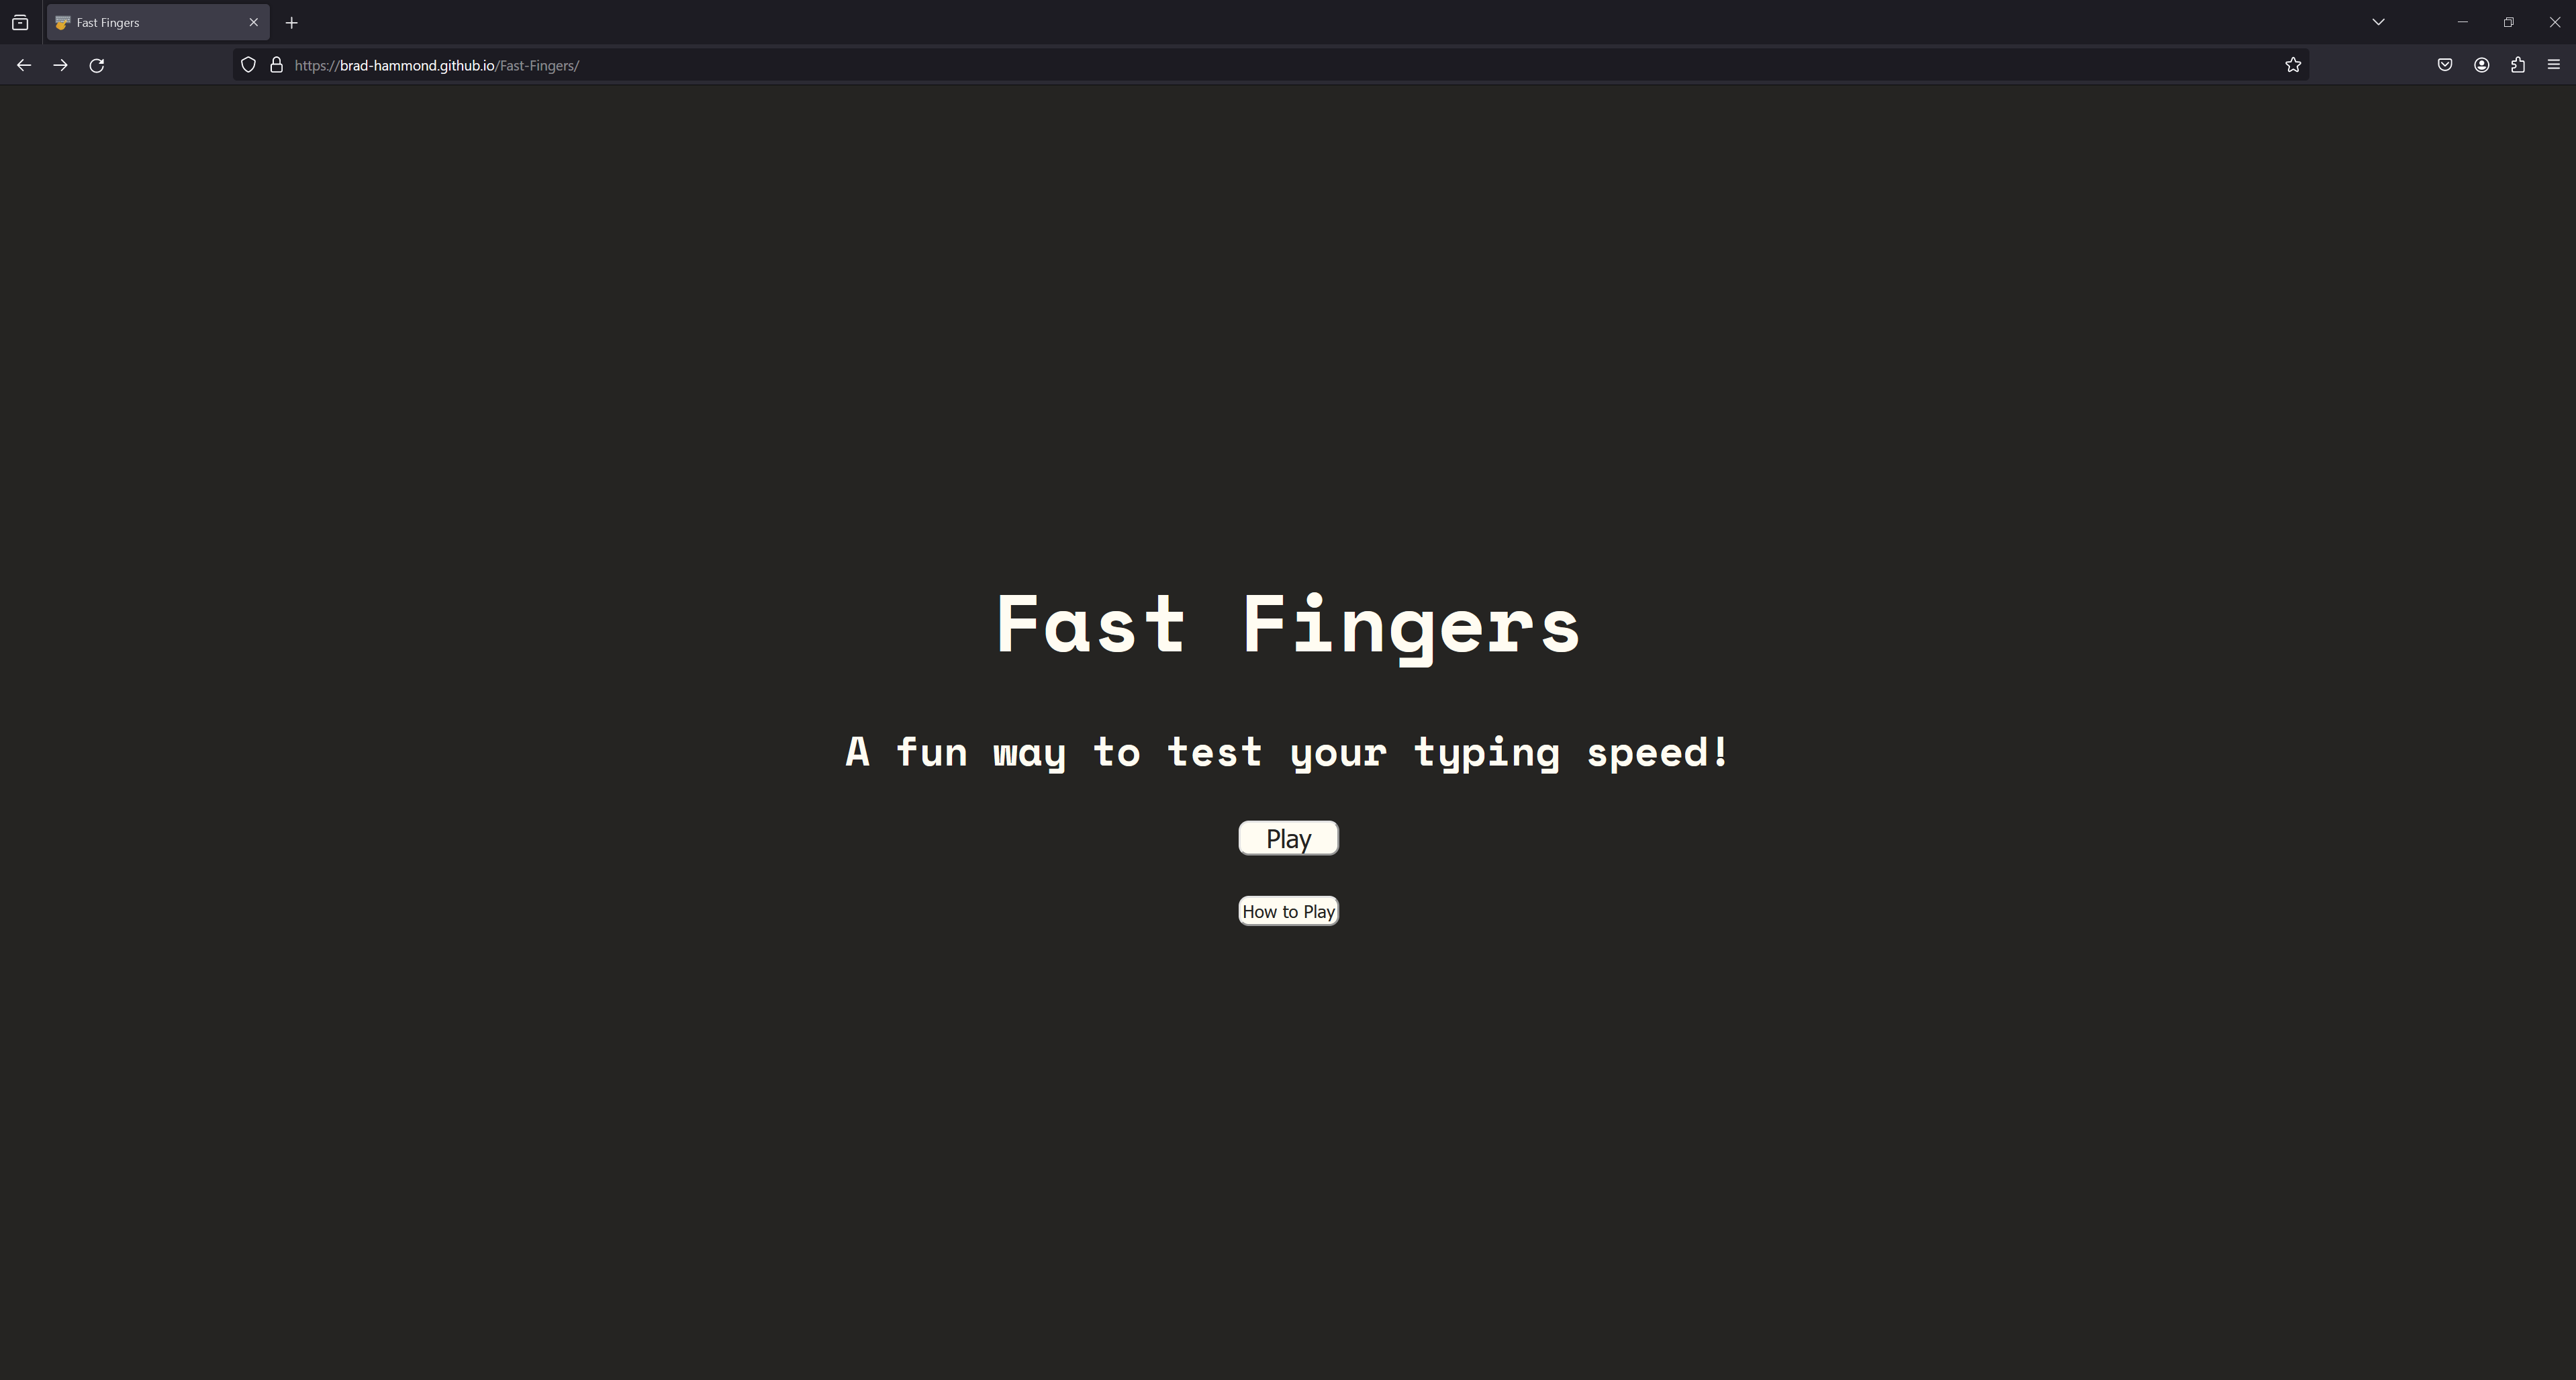 Fast Fingers
https://brad-hammond.github.io/Fast-Fingers/
Fast Fingers
A fun way to test your typing speed!
Play
How to Play